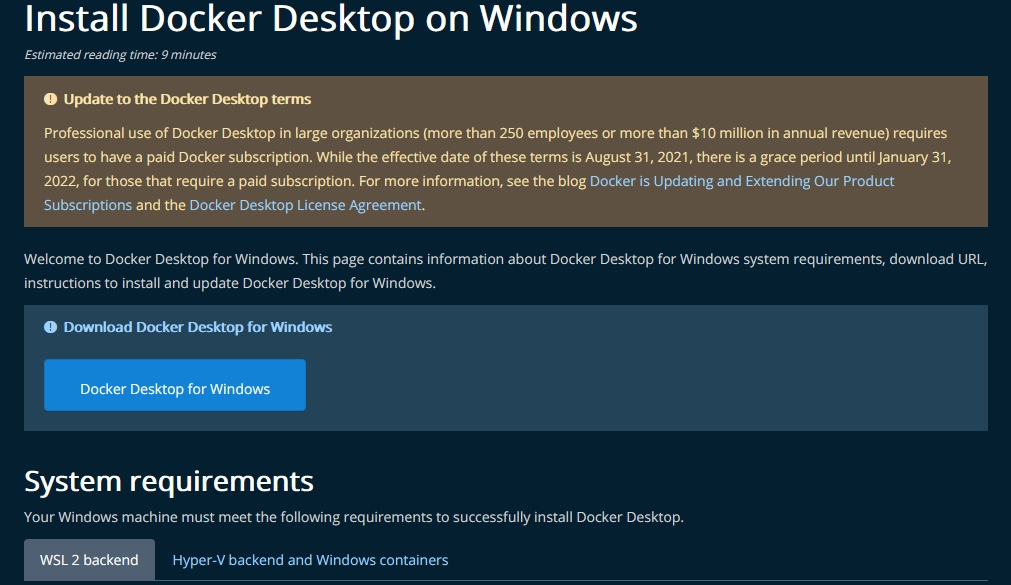 Install Docker Desktop on Windows
Estimated reading time: 9 minutes
Update to the Docker Desktop terms
Professional use of Docker Desktop in large organizations (more than 250 employees or more than $10 million in annual revenue) requires
users to have a paid Docker subscription. While the effective date of these terms is August 31, 2021, there is a grace period until January 31,
2022, for those that require a paid subscription. For more information, see the blog Docker is Updating and Extending Our Product
Subscriptions and the Docker Desktop License Agreement.
Welcome to Docker Desktop for Windows. This page contains information about Docker Desktop for Windows system requirements, download URL,
instructions to install and update Docker Desktop for Windows.
Download Docker Desktop for Windows
Docker Desktop for Windows
System requirements
Your Windows machine must meet the following requirements to successfully install Docker Desktop.
WSL 2 backend Hyper-V backend and Windows containers